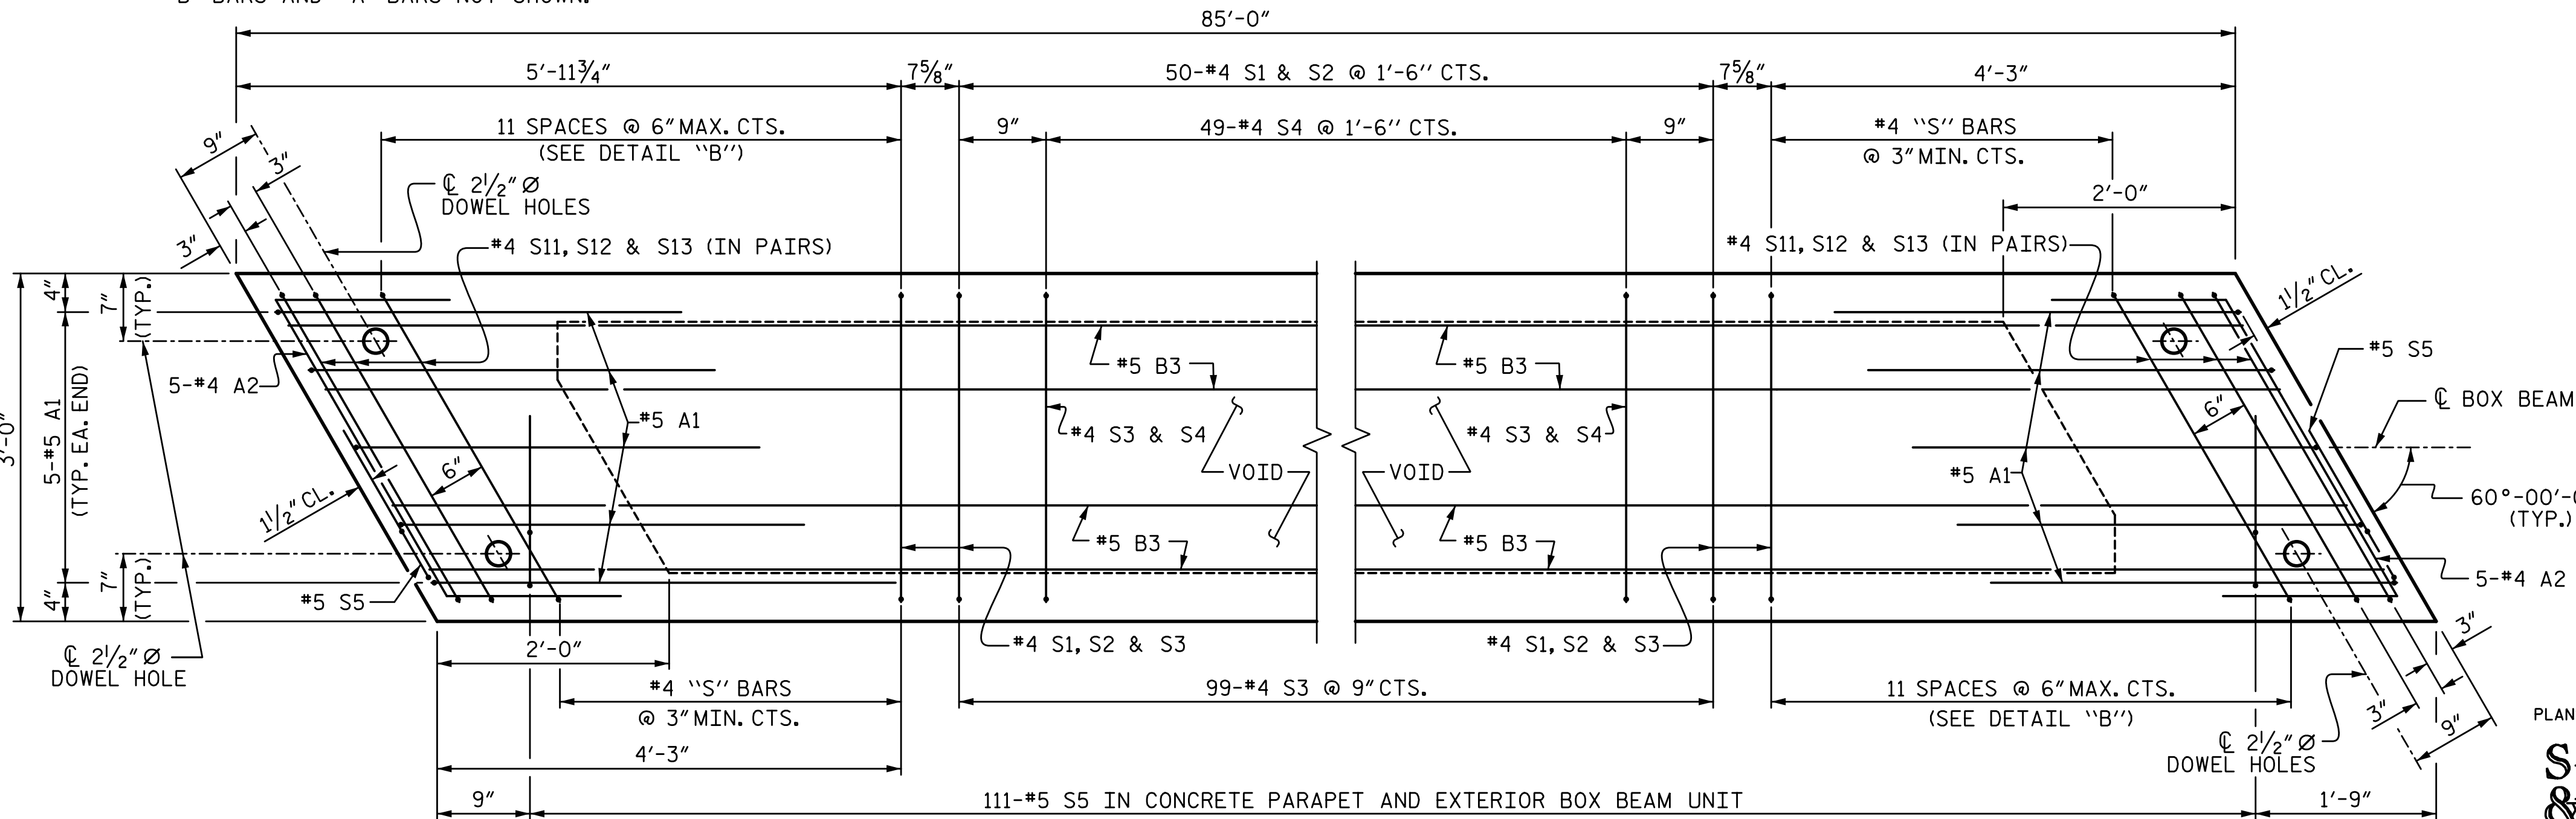 85'-0"
5'-11¾"
7⅝"
50-#4 S1 & S2 @ 1'-6" CTS.
7⅝"
4'-3"
11 SPACES @ 6" MAX. CTS.
(SEE DETAIL "B")
9"
49-#4 S4 @ 1'-6" CTS.
9"
#4 "S" BARS
@ 3" MIN. CTS.
2'-0"
9"
3"
3"
℄ 2½" Ø
DOWEL HOLES
#4 S11, S12 & S13 (IN PAIRS)
#4 S11, S12 & S13 (IN PAIRS)
1½" CL.
4"
7"
(TYP.)
3'-0"
5-#5 A1
(TYP. EA. END)
7"
(TYP.)
4"
5-#4 A2
#5 A1
6"
1½" CL.
#5 S5
#5 B3
#5 B3
#4 S3 & S4
#4 S3 & S4
VOID
VOID
#5 B3
#5 B3
6"
#5 A1
#5 S5
℄ BOX BEAM
(TYP.)
5-#4 A2
℄ 2½" Ø
DOWEL HOLE
2'-0"
#4 S1, S2 & S3
#4 S1, S2 & S3
#4 "S" BARS
@ 3" MIN. CTS.
99-#4 S3 @ 9" CTS.
11 SPACES @ 6" MAX. CTS.
(SEE DETAIL "B")
3"
3"
9"
℄ 2½" Ø
DOWEL HOLES
4'-3"
9"
111-#5 S5 IN CONCRETE PARAPET AND EXTERIOR BOX BEAM UNIT
1'-9"
PLAN